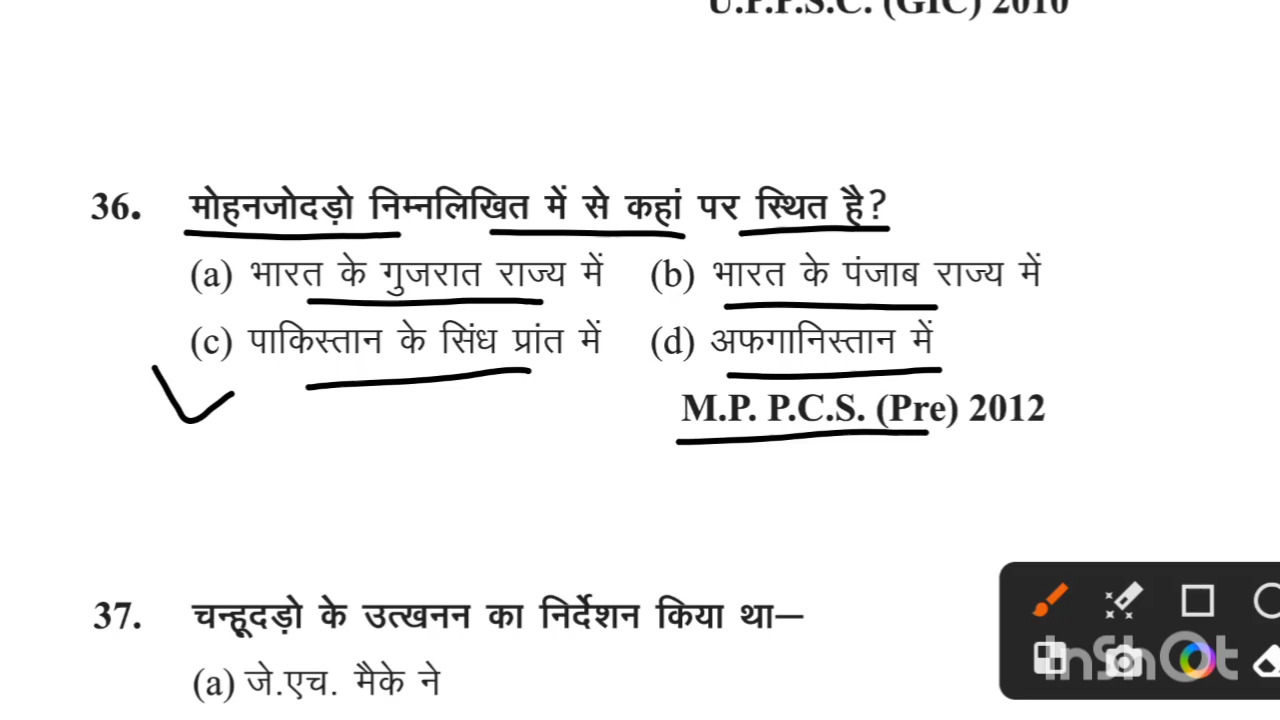 U.P.P.S.C. (GIC) 2010
36. मोहनजोदड़ो निम्नलिखित में से कहां पर स्थित है?
(a) भारत के गुजरात राज्य में (b) भारत के पंजाब राज्य में
(c) पाकिस्तान के सिंध प्रांत में (d) अफगानिस्तान में
M.P. P.C.S. (Pre) 2012
37. चन्हूदड़ो के उत्खनन का निर्देशन किया था—
(a) जे.एच. मैके ने
InShOt